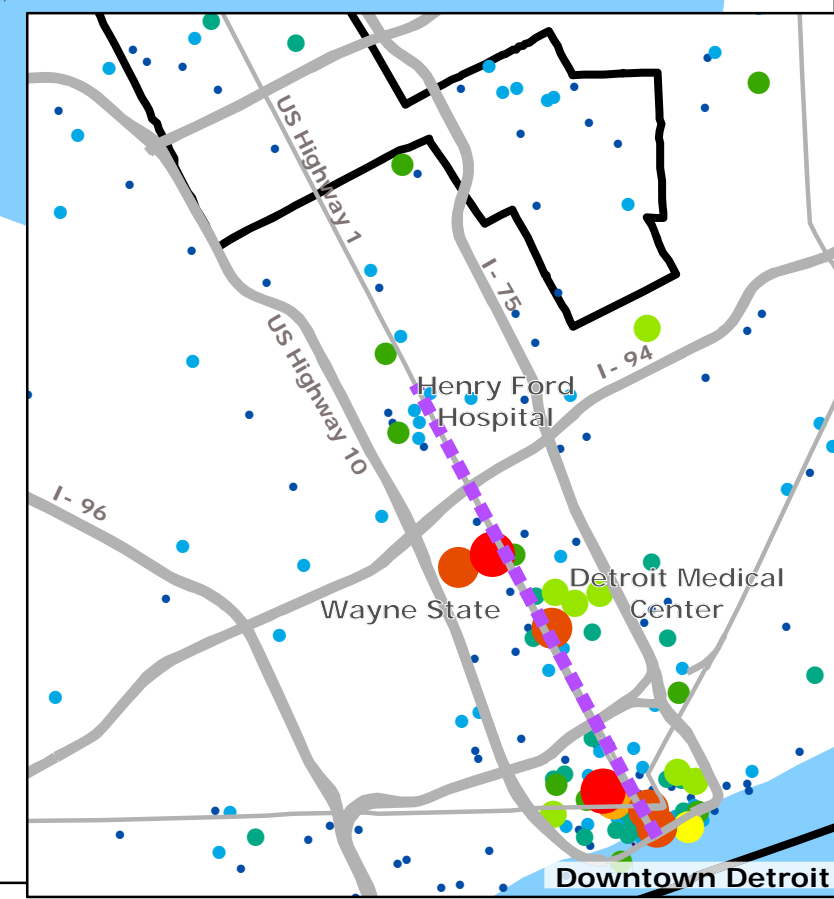 US Highway 1
I - 75
I - 94
US Highway 10
Henry Ford
Hospital
I - 96
Detroit Medical
Center
Wayne State
Downtown Detroit